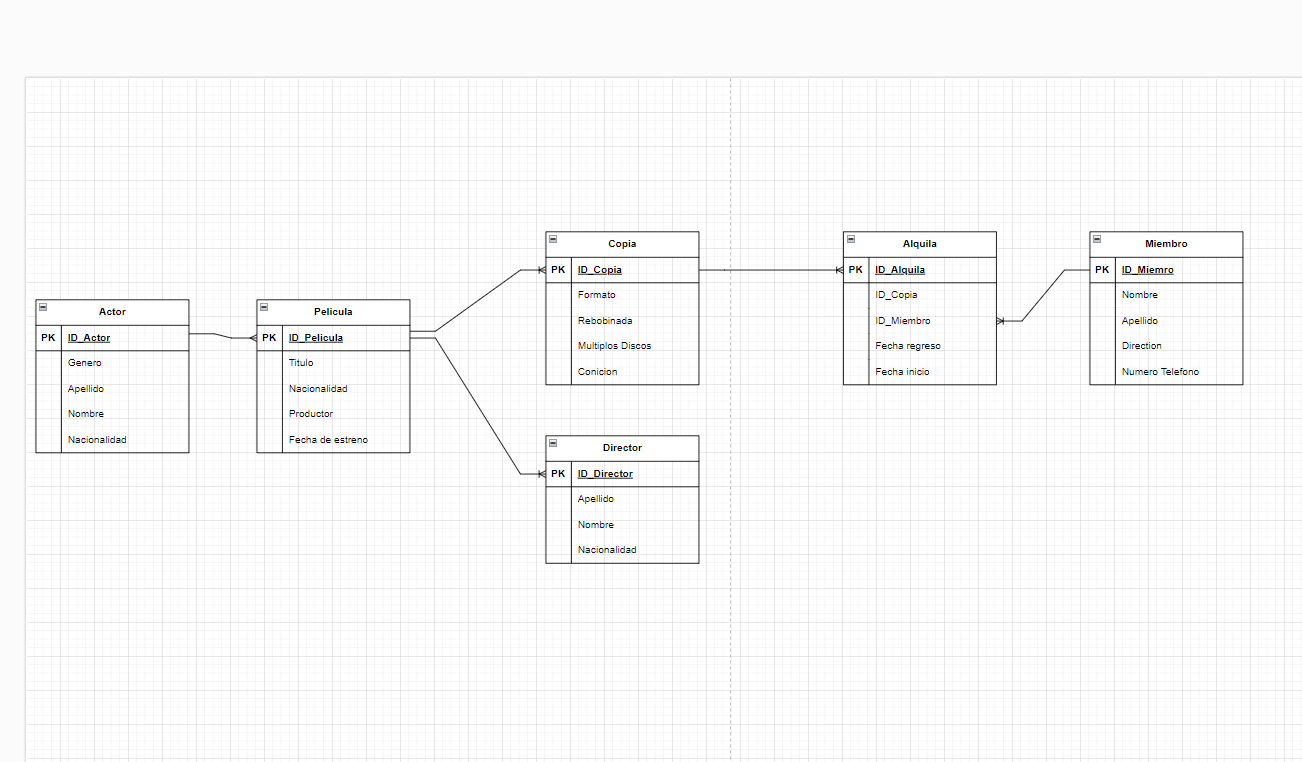 Actor
PK ID_Actor
Genero
Apellido
Nombre
Nacionalidad
Pelicula
PK ID_Pelicula
Titulo
Nacionalidad
Productor
Fecha de estreno
Copia
PK ID_Copia
Formato
Rebobinada
Multiplos Discos
Conicion
Director
PK ID_Director
Apellido
Nombre
Nacionalidad
Alquila
PK ID_Alquila
ID_Copia
ID_Miembro
Fecha regreso
Fecha inicio
Miembro
PK ID_Miemro
Nombre
Apellido
Direction
Numero Telefono